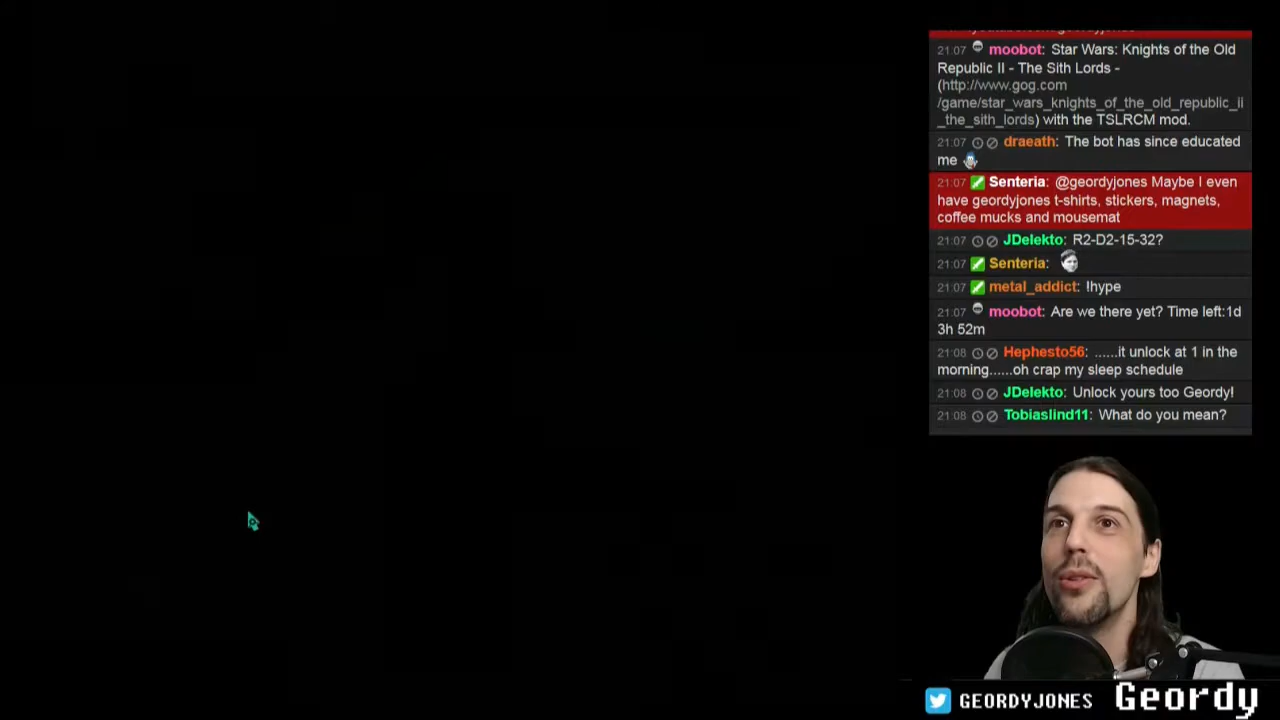 21:07 moobot: Star Wars: Knights of the Old
Republic II - The Sith Lords -
(http://www.gog.com
/game/star_wars_knights_of_the_old_republic_ii
_the_sith_lords) with the TSLRCM mod.
21:07 draeath: The bot has since educated
me
21:07 Senteria: @geordyjones Maybe I even
have geordyjones t-shirts, stickers, magnets,
coffee mucks and mousemat
21:07 JDelekto: R2-D2-15-32?
21:07 Senteria:
21:07 metal_addict: !hype
21:07 moobot: Are we there yet? Time left:1d
3h 52m
21:08 Hephesto56: ......it unlock at 1 in the
morning......oh crap my sleep schedule
21:08 JDelekto: Unlock yours too Geordy!
21:08 Tobiaslind11: What do you mean?
GEORDYJONES Geordy